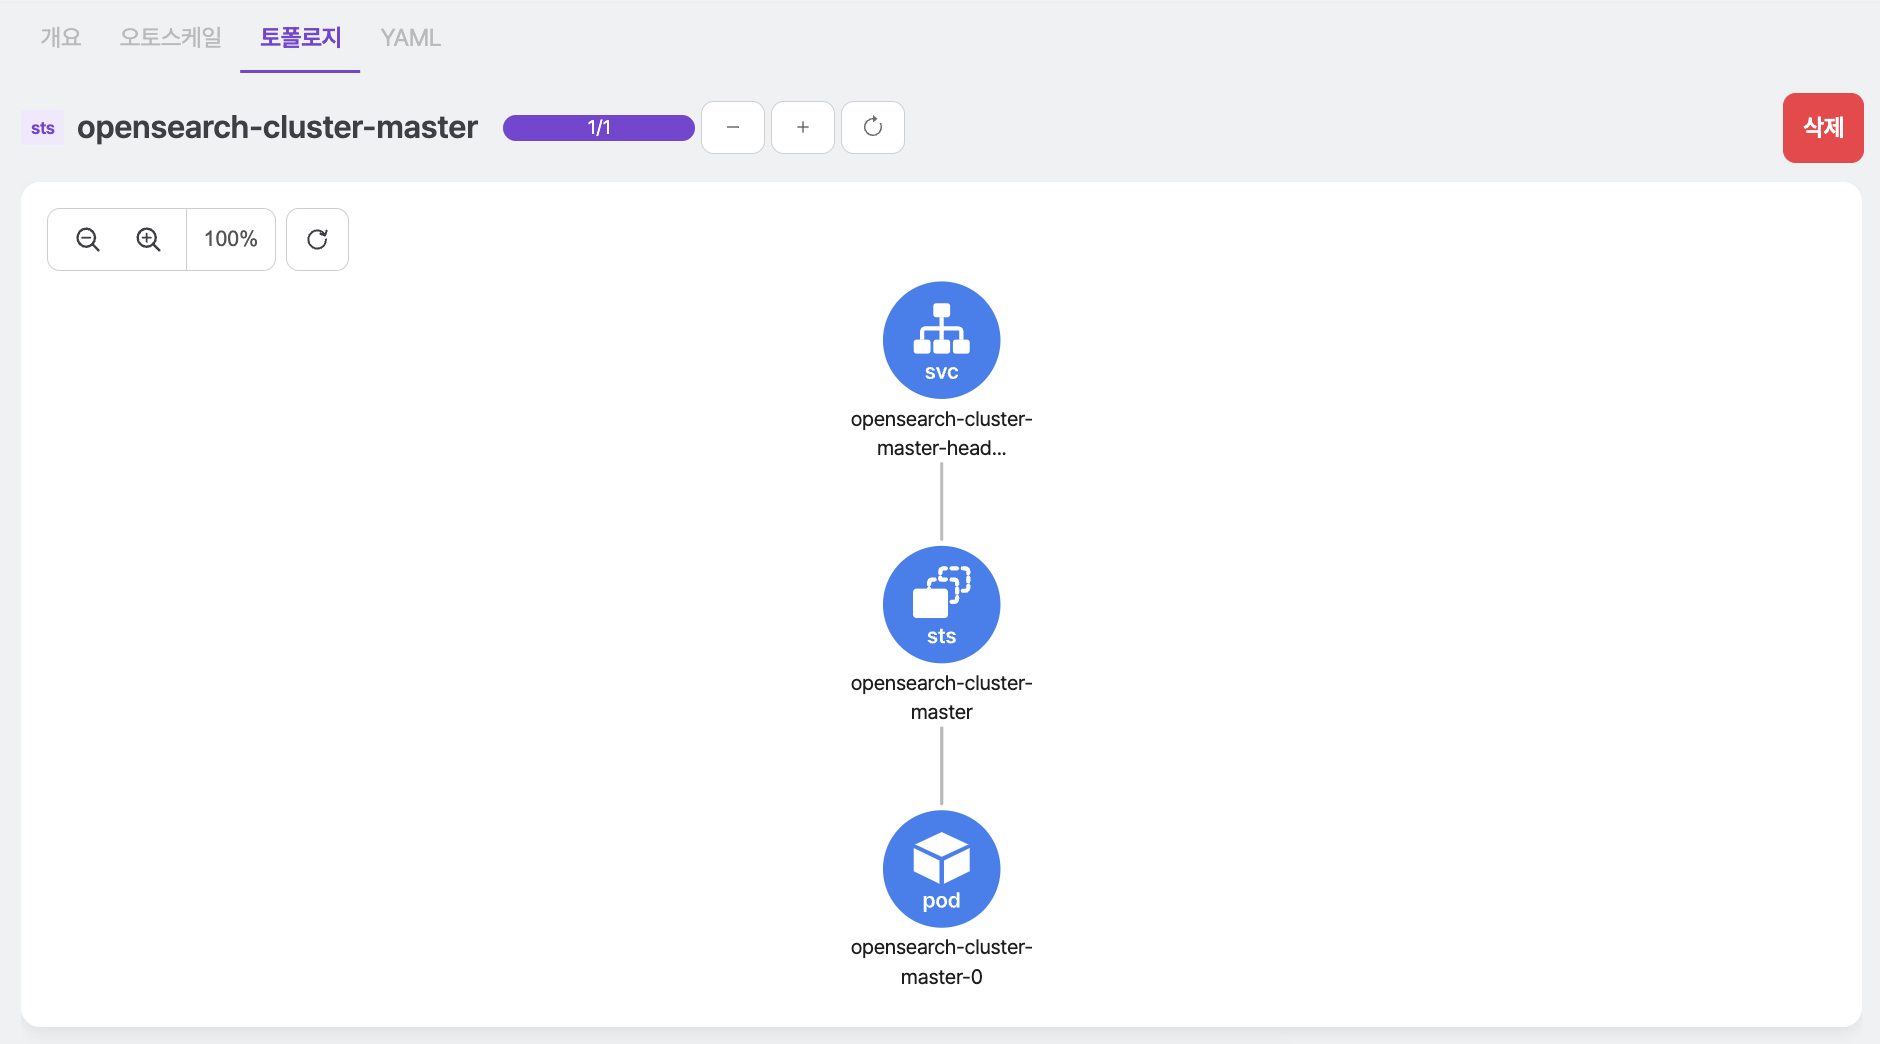 개요 오토스케일 토폴로지 YAML
sts opensearch-cluster-master 1/1 − + 삭제
100%
svc
opensearch-cluster-
master-head...
sts
opensearch-cluster-
master
pod
opensearch-cluster-
master-0